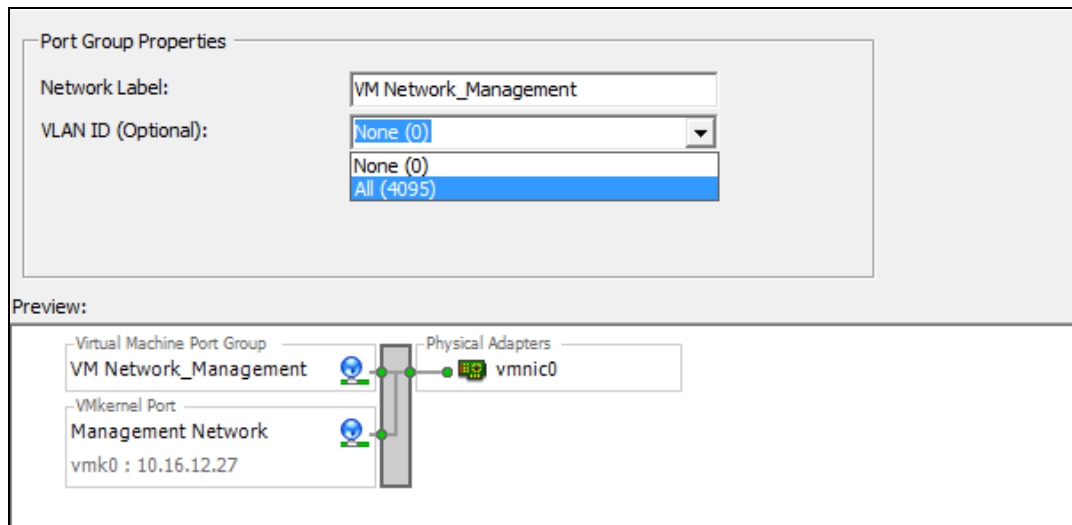 Port Group Properties
Network Label:
VM Network_Management
VLAN ID (Optional):
None (0)
None (0)
All (4095)
Preview:
Virtual Machine Port Group
VM Network_Management
Physical Adapters
vmnic0
VMkernel Port
Management Network
vmk0 : 10.16.12.27